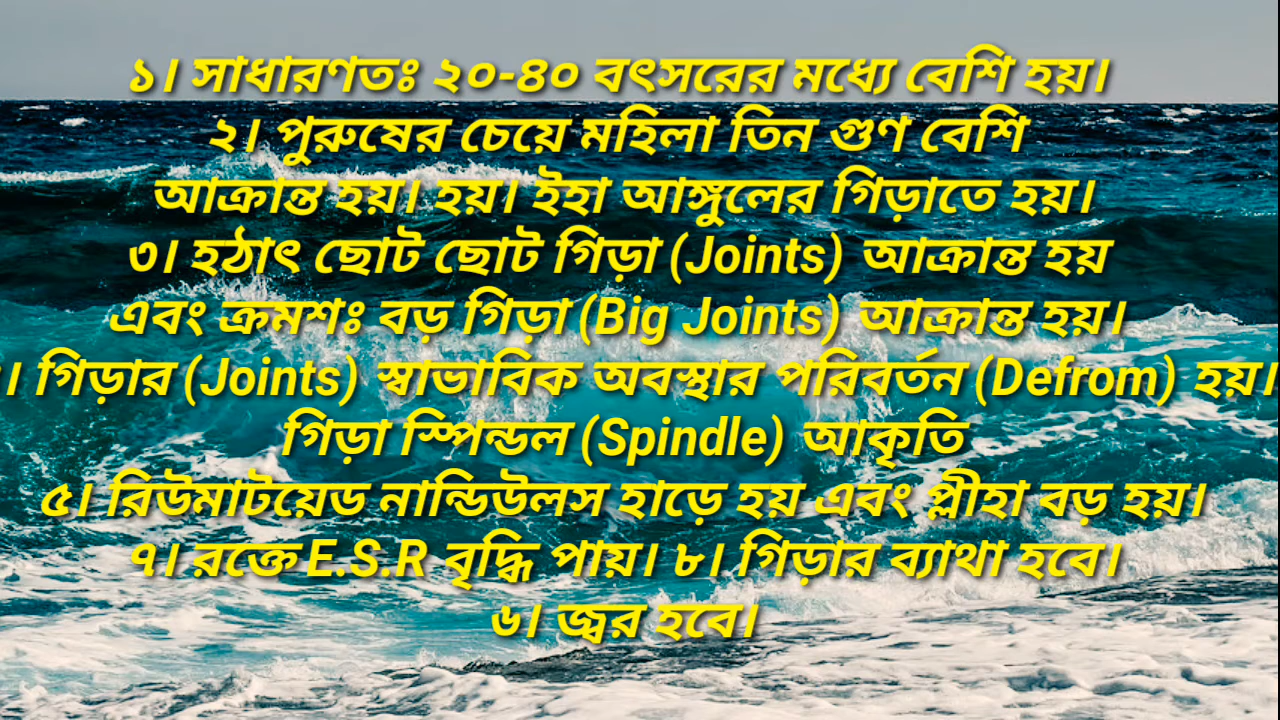 ১। সাধারণতঃ ২০-৪০ বৎসরের মধ্যে বেশি হয়।
২। পুরুষের চেয়ে মহিলা তিন গুণ বেশি
আক্রান্ত হয়। হয়। ইহা আঙ্গুলের গিড়াতে হয়।
৩। হঠাৎ ছোট ছোট গিড়া (Joints) আক্রান্ত হয়
এবং ক্রমশঃ বড় গিড়া (Big Joints) আক্রান্ত হয়।
। গিড়ার (Joints) স্বাভাবিক অবস্থার পরিবর্তন (Defrom) হয়।
গিড়া স্পিন্ডল (Spindle) আকৃতি
৫। রিউমাটয়েড নান্ডিউলস হাড়ে হয় এবং প্লীহা বড় হয়।
৭। রক্তে E.S.R বৃদ্ধি পায়। ৮। গিড়ার ব্যাথা হবে।
৬। জ্বর হবে।